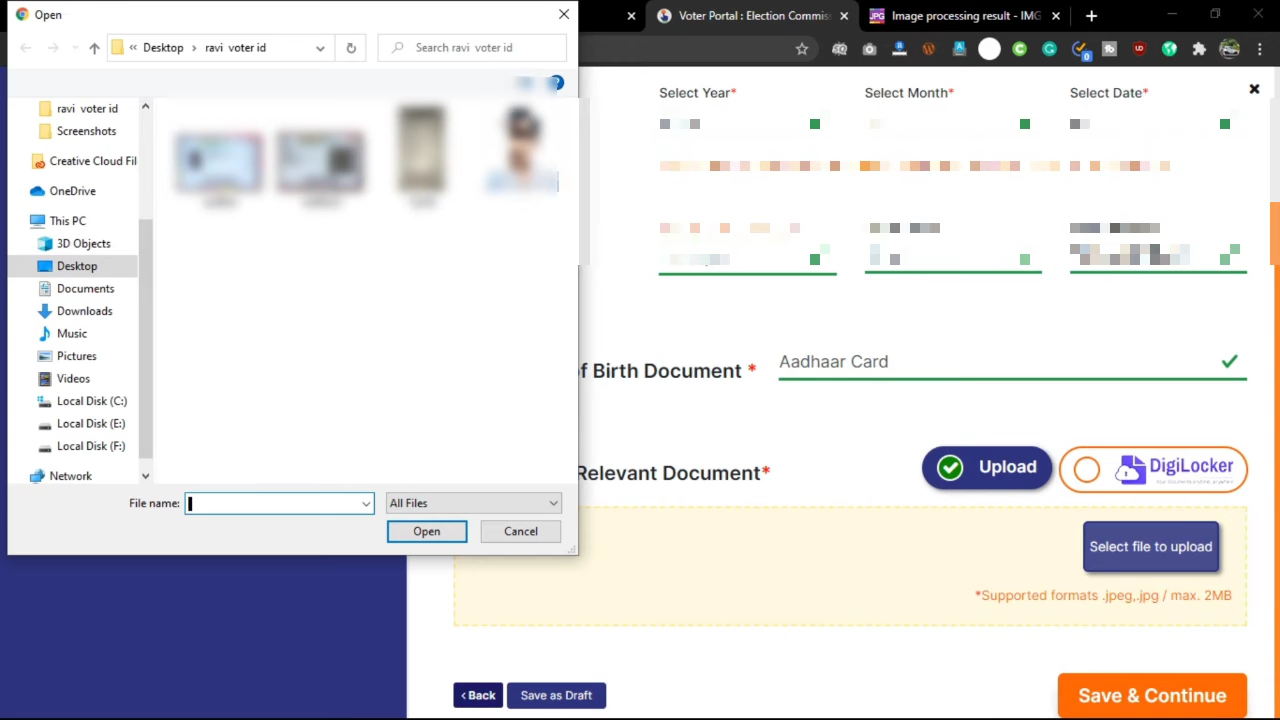 Open
Voter Portal : Election Commis
Image processing result - IMG
« Desktop › ravi voter id
Search ravi voter id
ravi voter id
Screenshots
Creative Cloud Fil
OneDrive
This PC
3D Objects
Desktop
Documents
Downloads
Music
Pictures
Videos
Local Disk (C:)
Local Disk (E:)
Local Disk (F:)
Network
File name:
All Files
Open
Cancel
Select Year*
Select Month*
Select Date*
f Birth Document *
Aadhaar Card
Relevant Document*
Upload
DigiLocker
Select file to upload
*Supported formats .jpeg,.jpg / max. 2MB
‹ Back
Save as Draft
Save & Continue